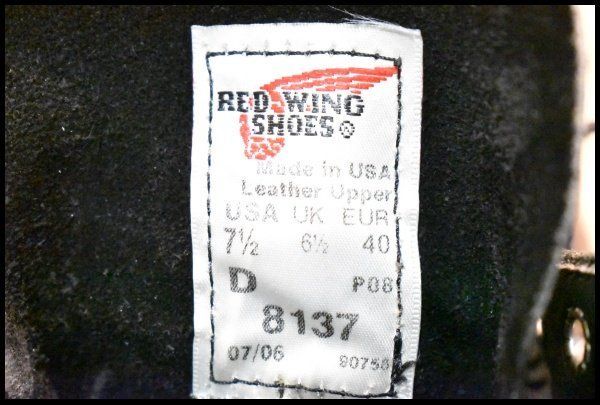 RED WING
SHOES®
Made in USA
Leather Upper
USA UK EUR
7½ 6½ 40
D P08
8137
07/06 90758